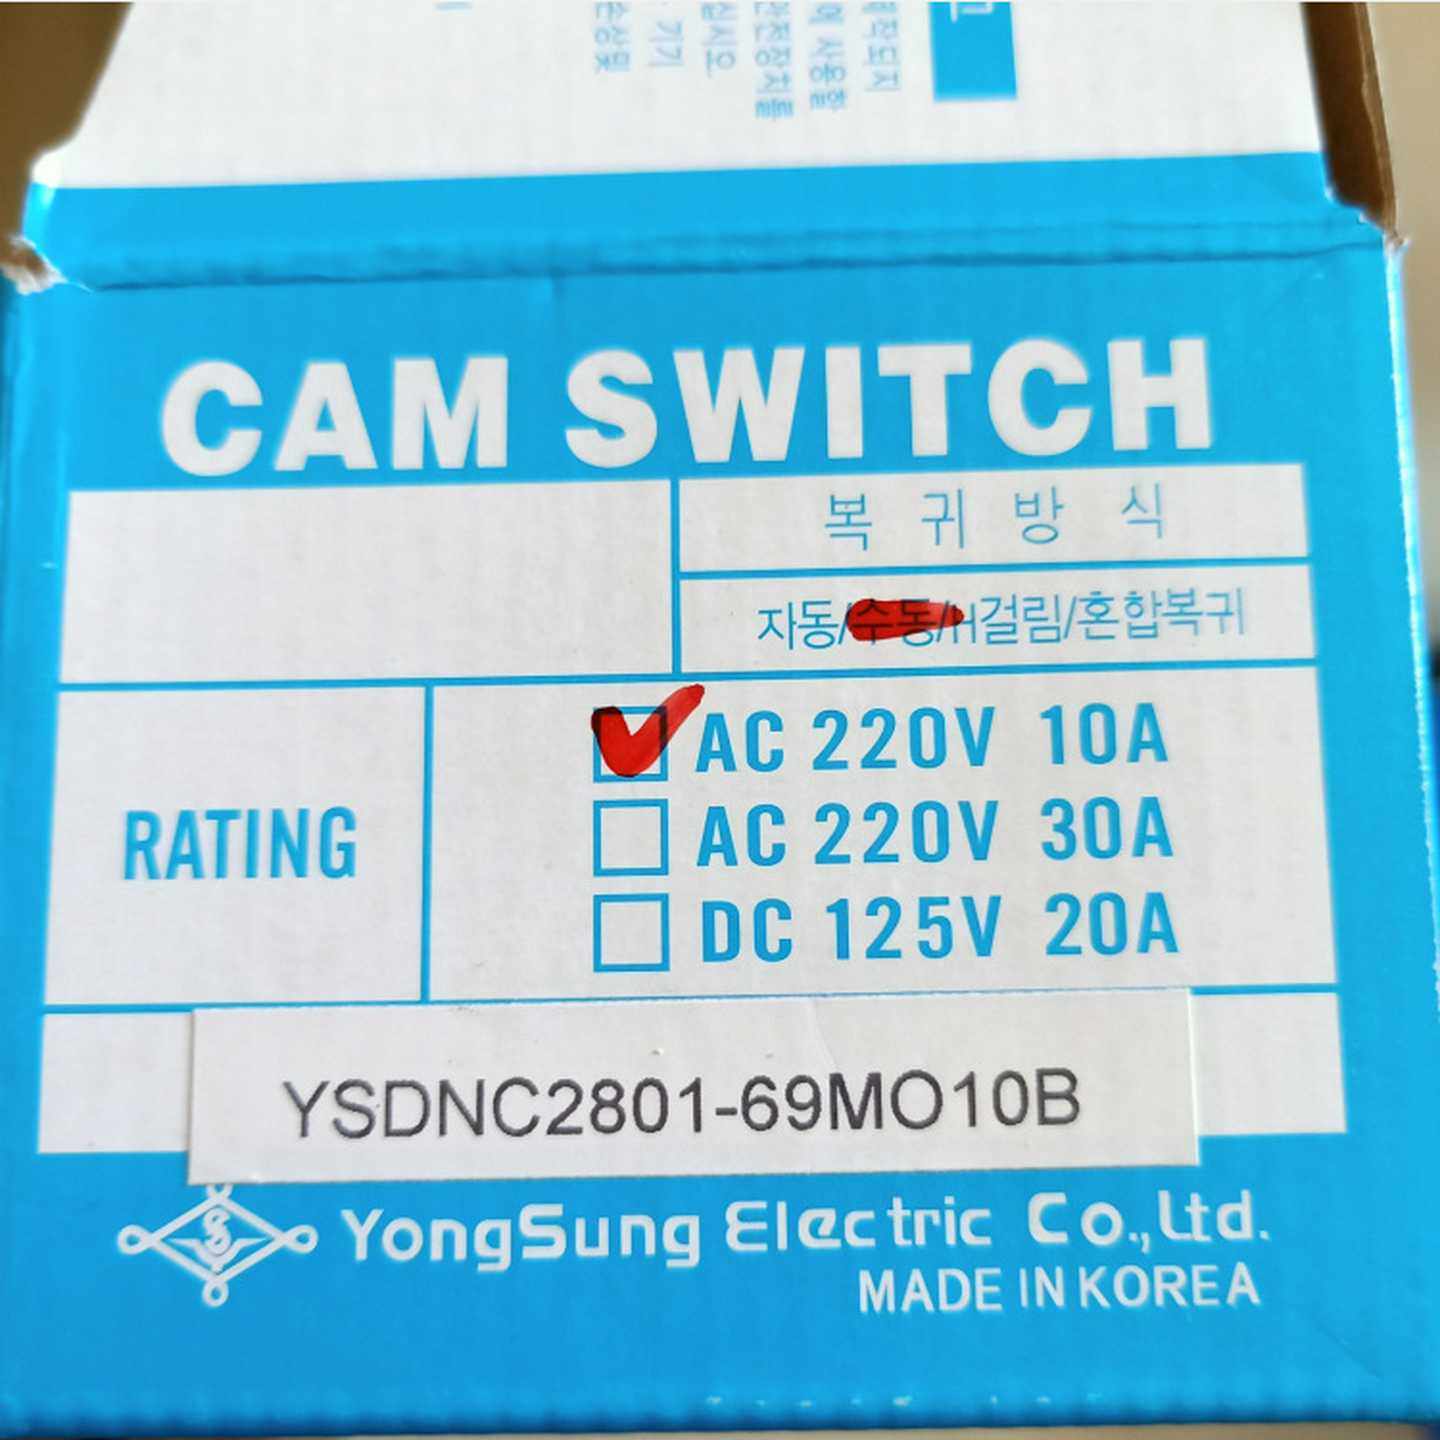 CAM SWITCH
복 귀 방 식
자동/수동/H걸림/혼합복귀
RATING
AC 220V 10A
AC 220V 30A
DC 125V 20A
YSDNC2801-69MO10B
YongSung Electric Co.,Ltd.
MADE IN KOREA